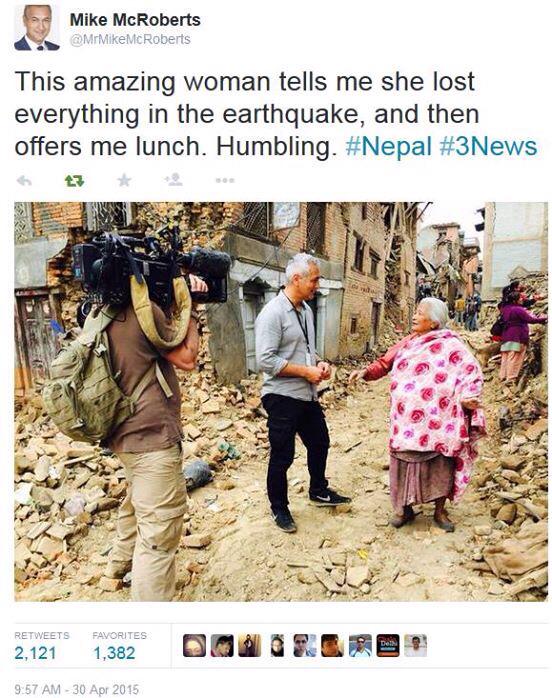 Mike McRoberts
@MrMikeMcRoberts
This amazing woman tells me she lost
everything in the earthquake, and then
offers me lunch. Humbling. #Nepal #3News
RETWEETS FAVORITES
2,121 1,382
Delhi
9:57 AM - 30 Apr 2015